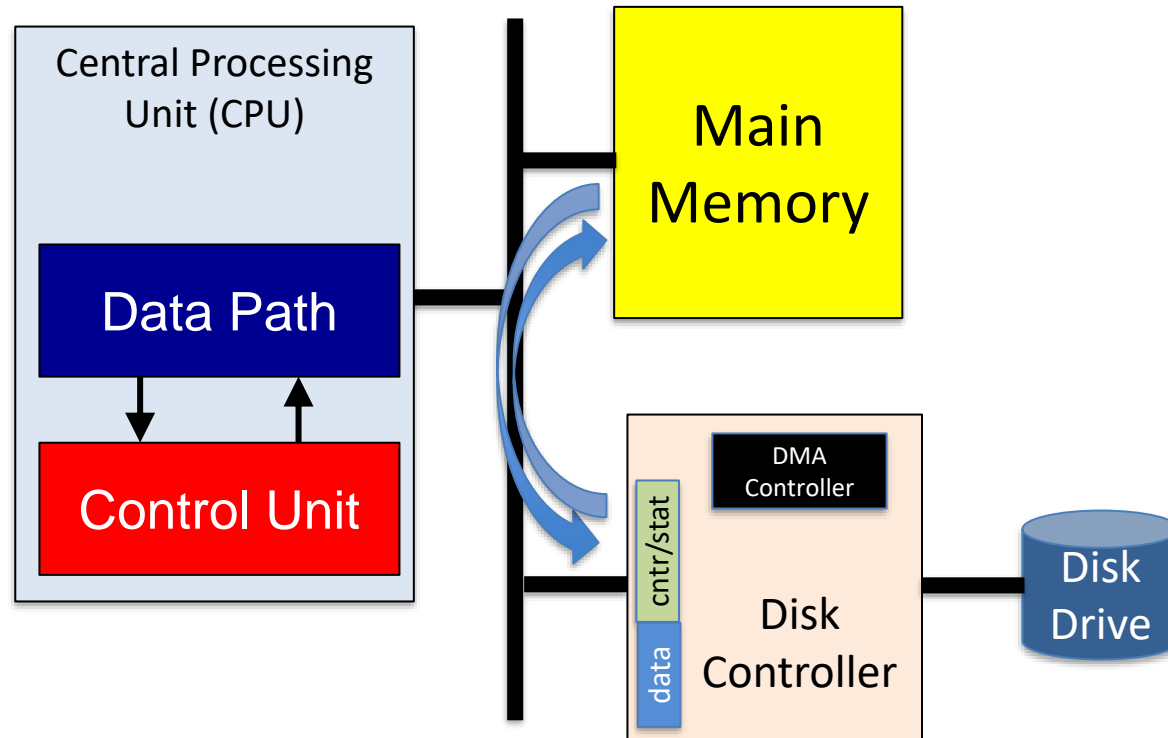 Central Processing
Unit (CPU)
Data Path
Control Unit
Main
Memory
DMA
Controller
cntr/stat
data
Disk
Controller
Disk
Drive